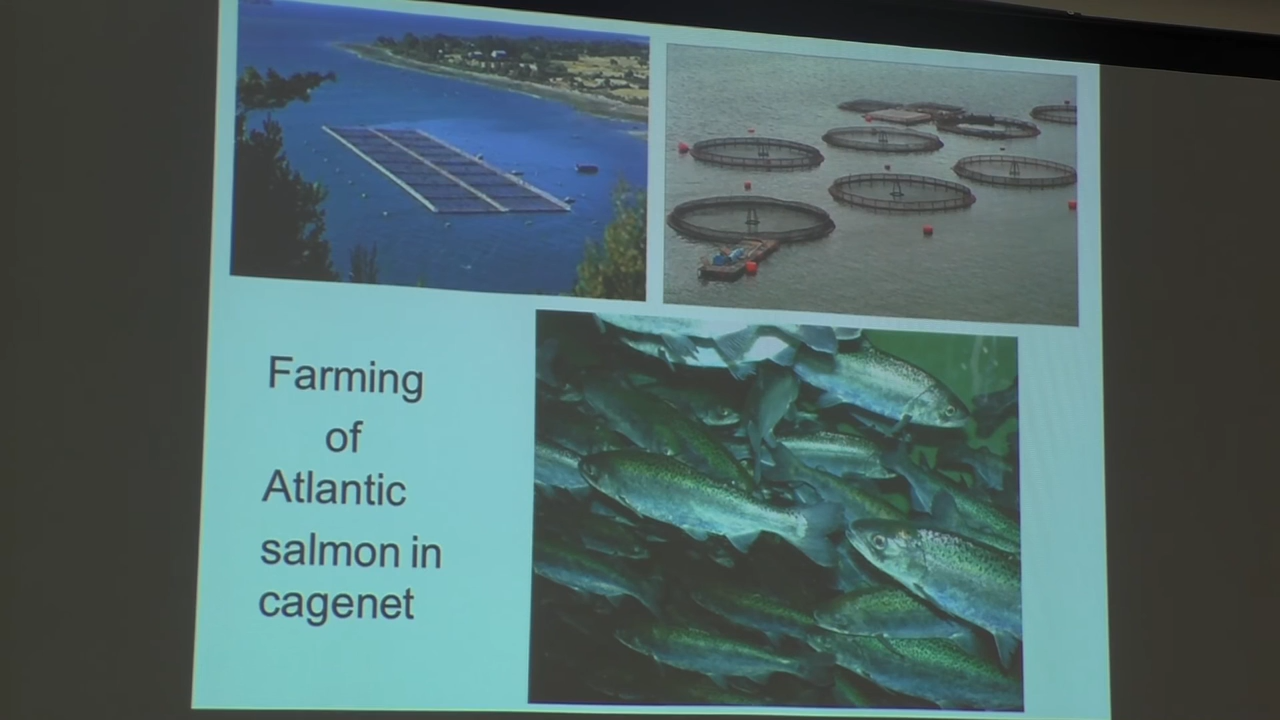 Farming
of
Atlantic
salmon in
cagenet